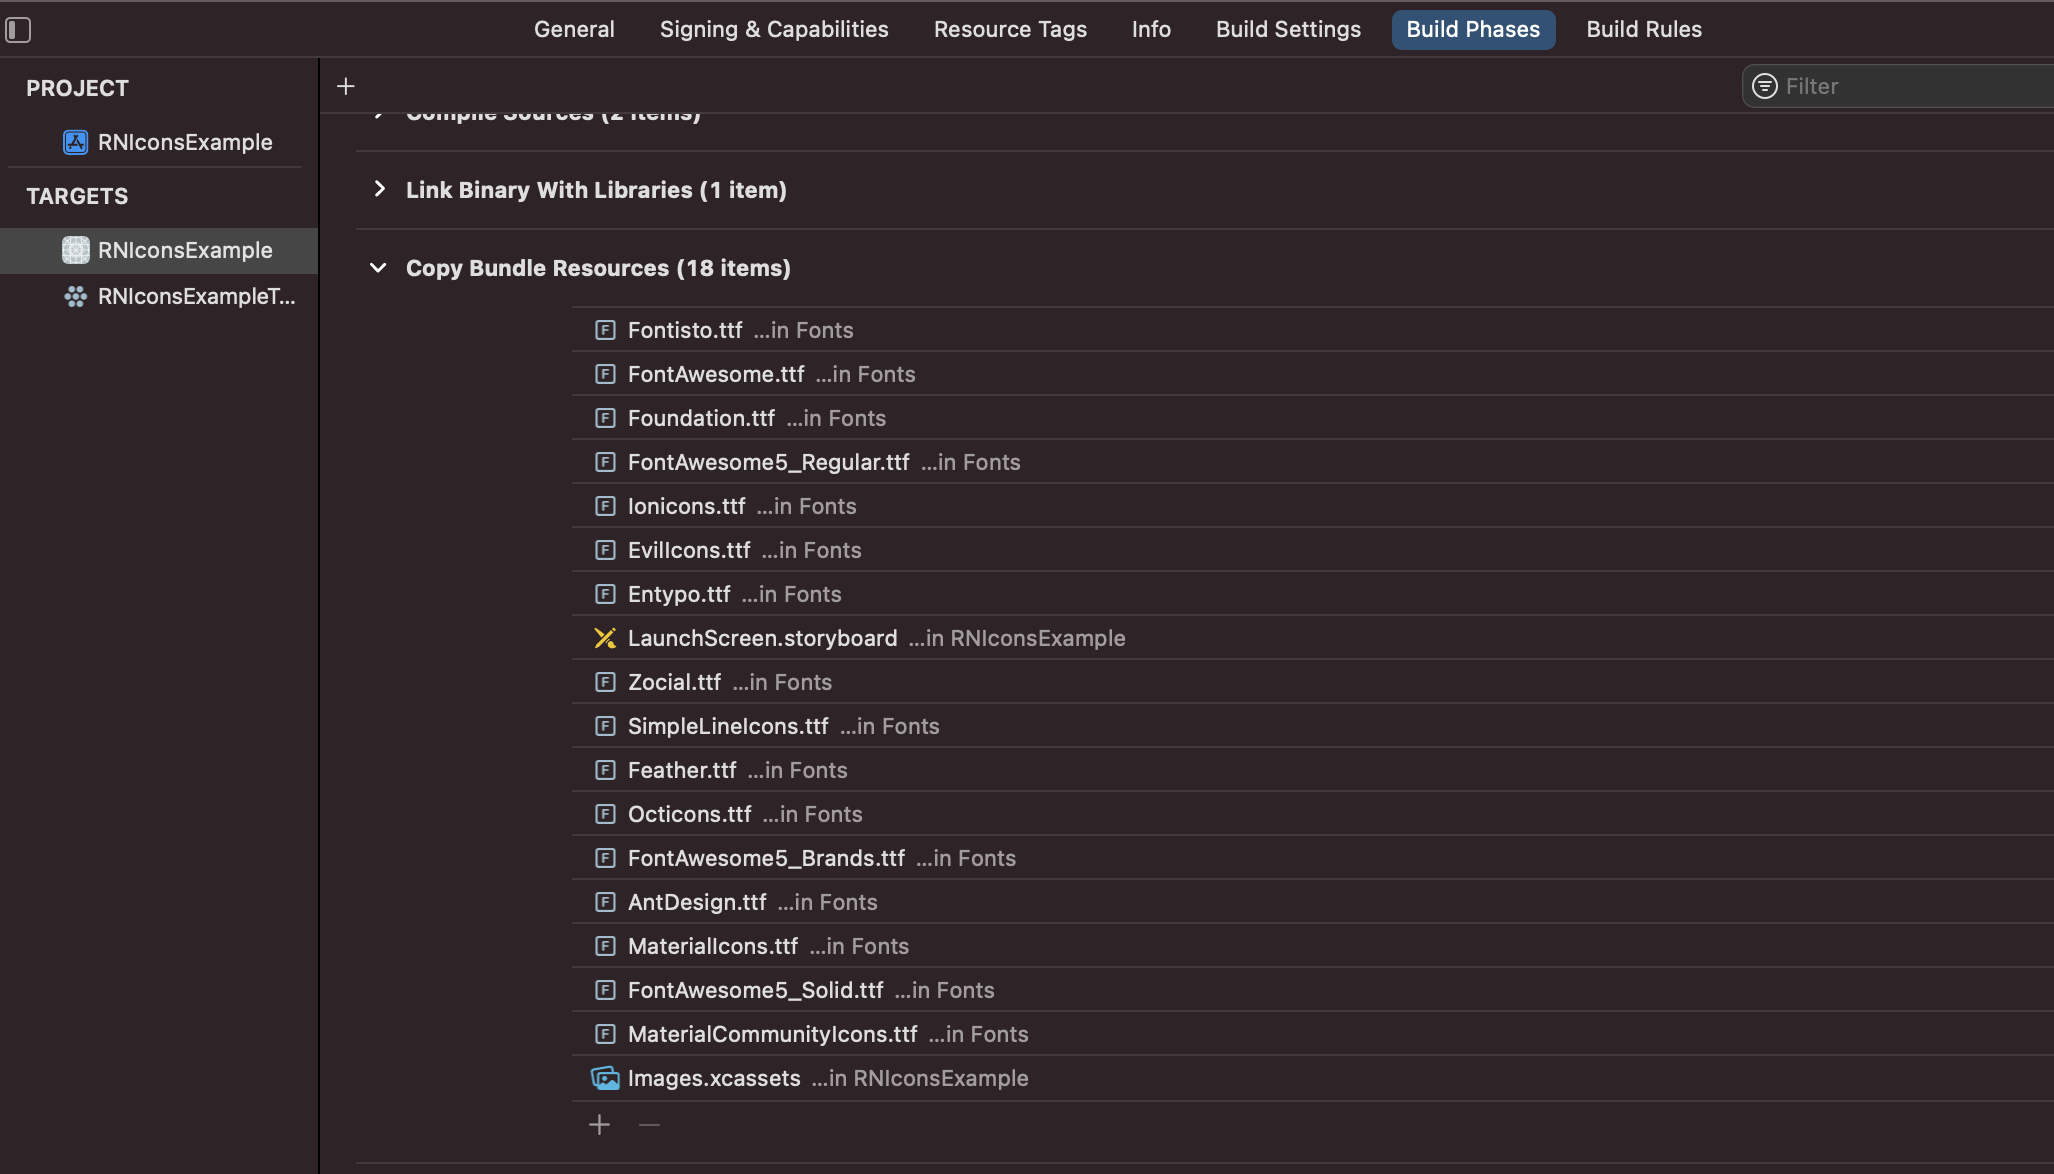 General Signing & Capabilities Resource Tags Info Build Settings Build Phases Build Rules
PROJECT
RNIconsExample
TARGETS
RNIconsExample
RNIconsExampleT...
Filter
Compile Sources (2 items)
Link Binary With Libraries (1 item)
Copy Bundle Resources (18 items)
Fontisto.ttf ...in Fonts
FontAwesome.ttf ...in Fonts
Foundation.ttf ...in Fonts
FontAwesome5_Regular.ttf ...in Fonts
Ionicons.ttf ...in Fonts
EvilIcons.ttf ...in Fonts
Entypo.ttf ...in Fonts
LaunchScreen.storyboard ...in RNIconsExample
Zocial.ttf ...in Fonts
SimpleLineIcons.ttf ...in Fonts
Feather.ttf ...in Fonts
Octicons.ttf ...in Fonts
FontAwesome5_Brands.ttf ...in Fonts
AntDesign.ttf ...in Fonts
MaterialIcons.ttf ...in Fonts
FontAwesome5_Solid.ttf ...in Fonts
MaterialCommunityIcons.ttf ...in Fonts
Images.xcassets ...in RNIconsExample